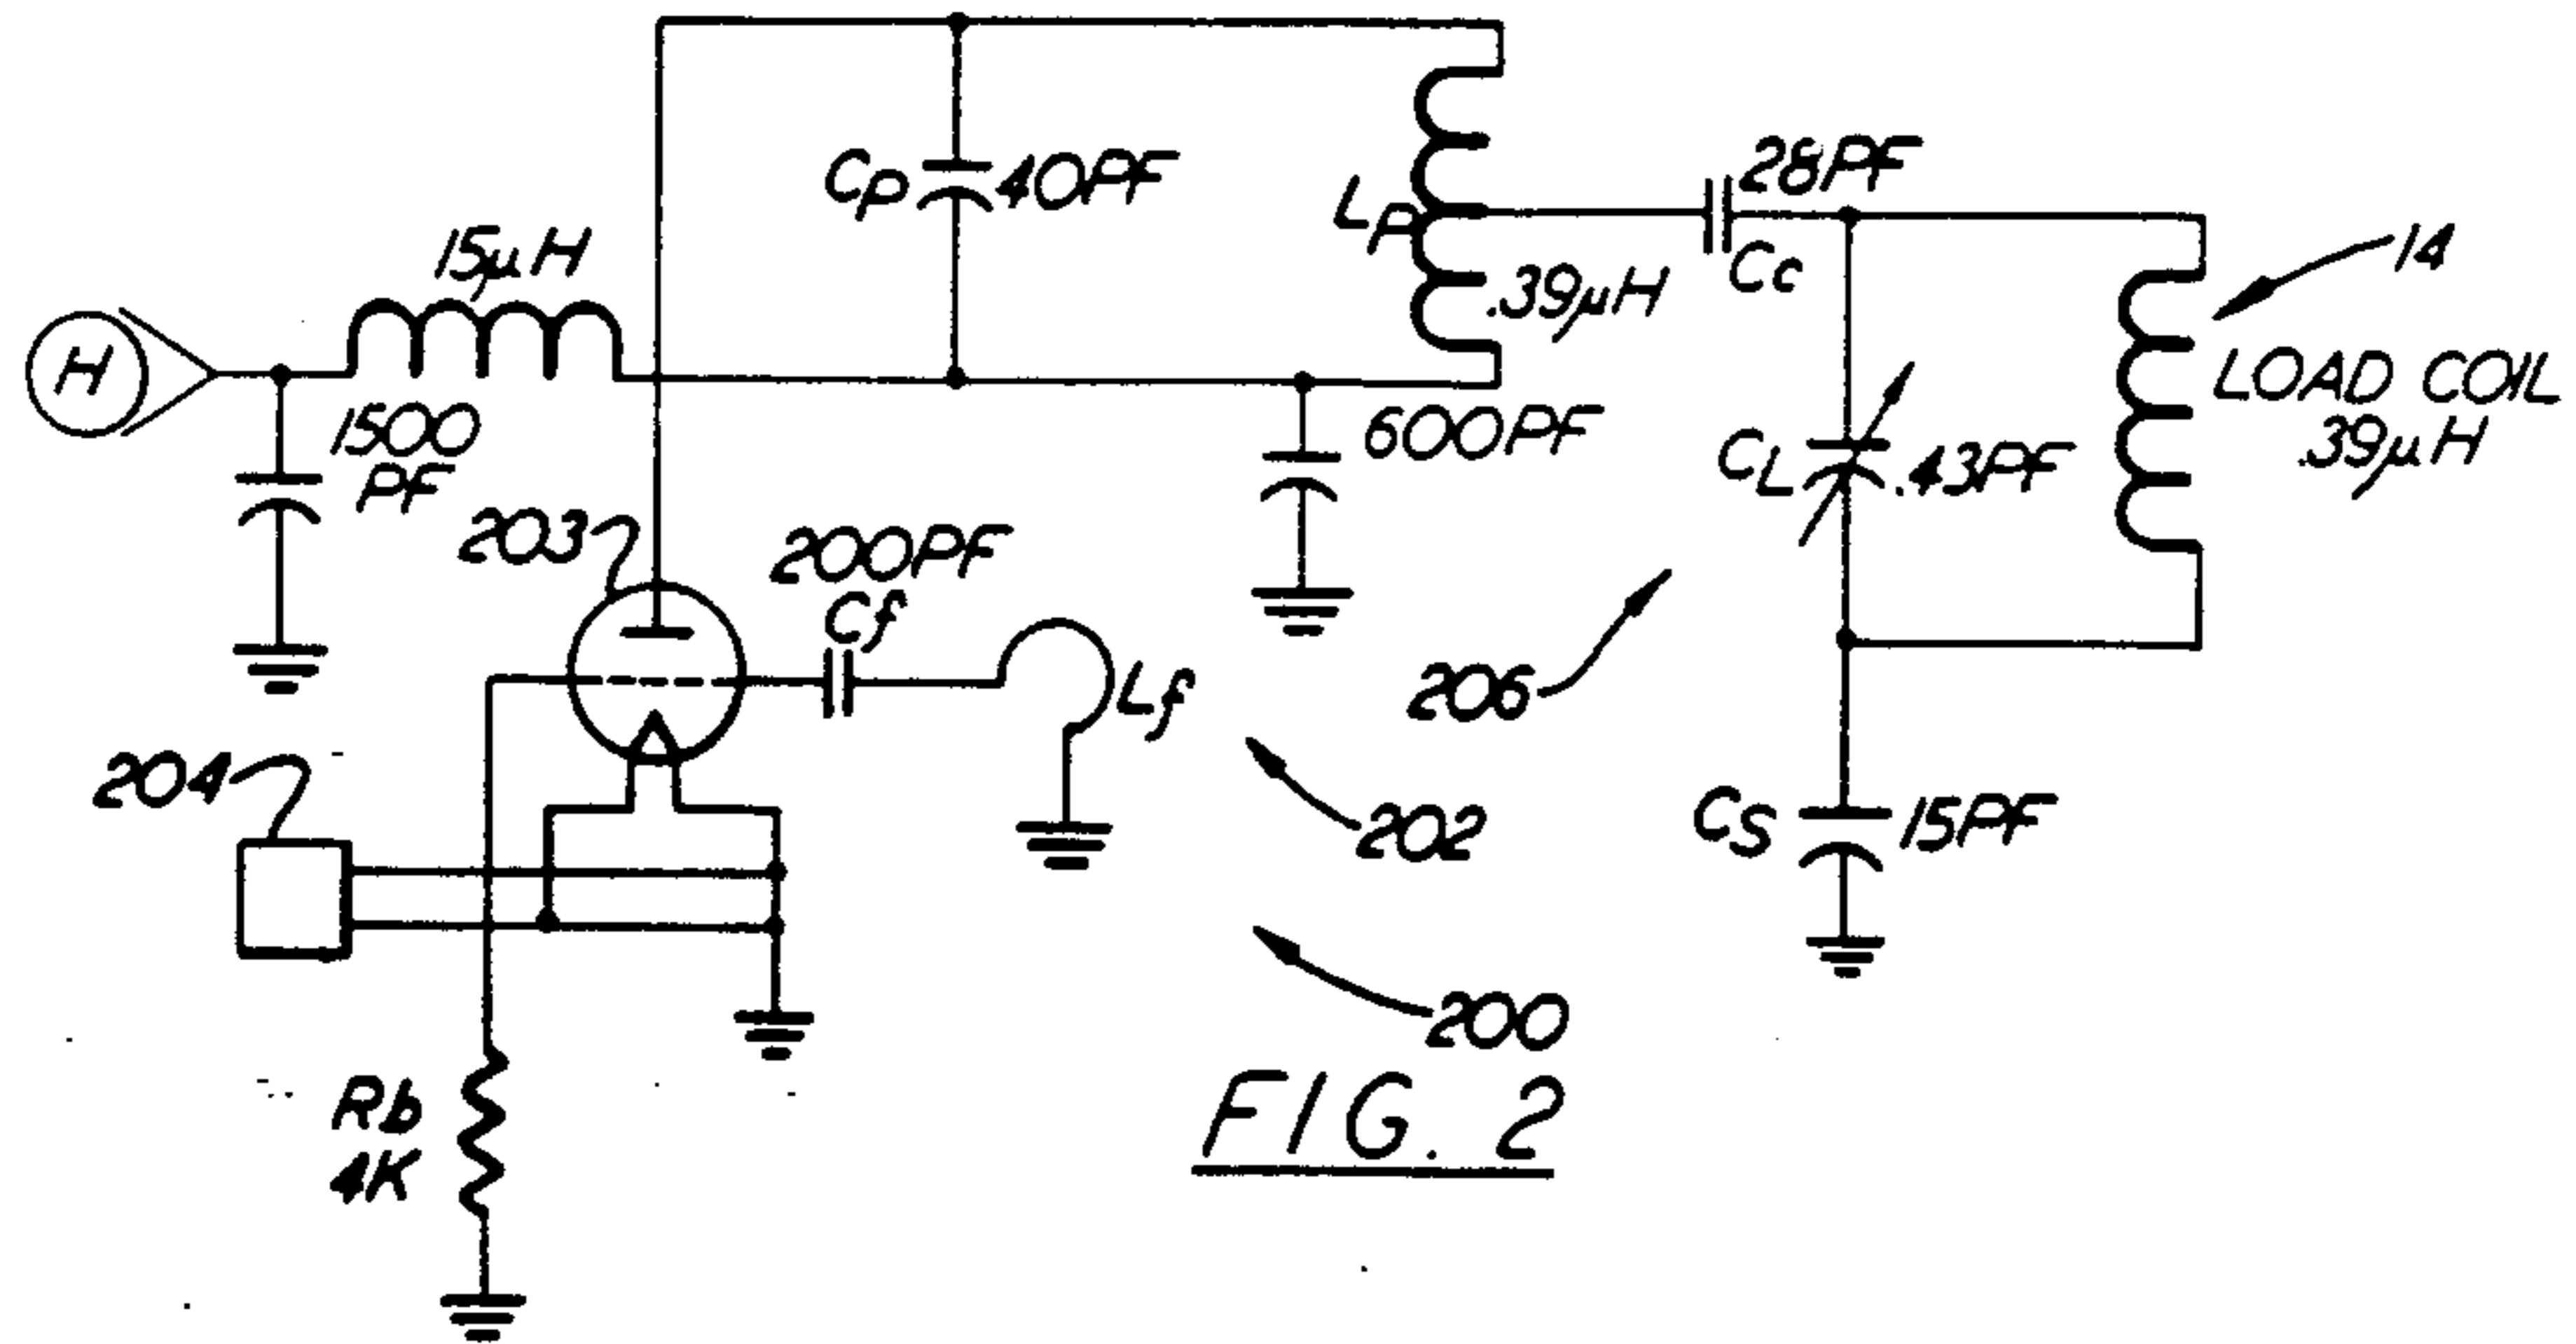 15μH
H
1500
PF
CP
40PF
LP
.39μH
28PF
Cc
14
LOAD COIL
.39μH
600PF
CL
.43PF
203
200PF
Cf
Lf
206
202
204
CS
15PF
200
Rb
4K
FIG. 2